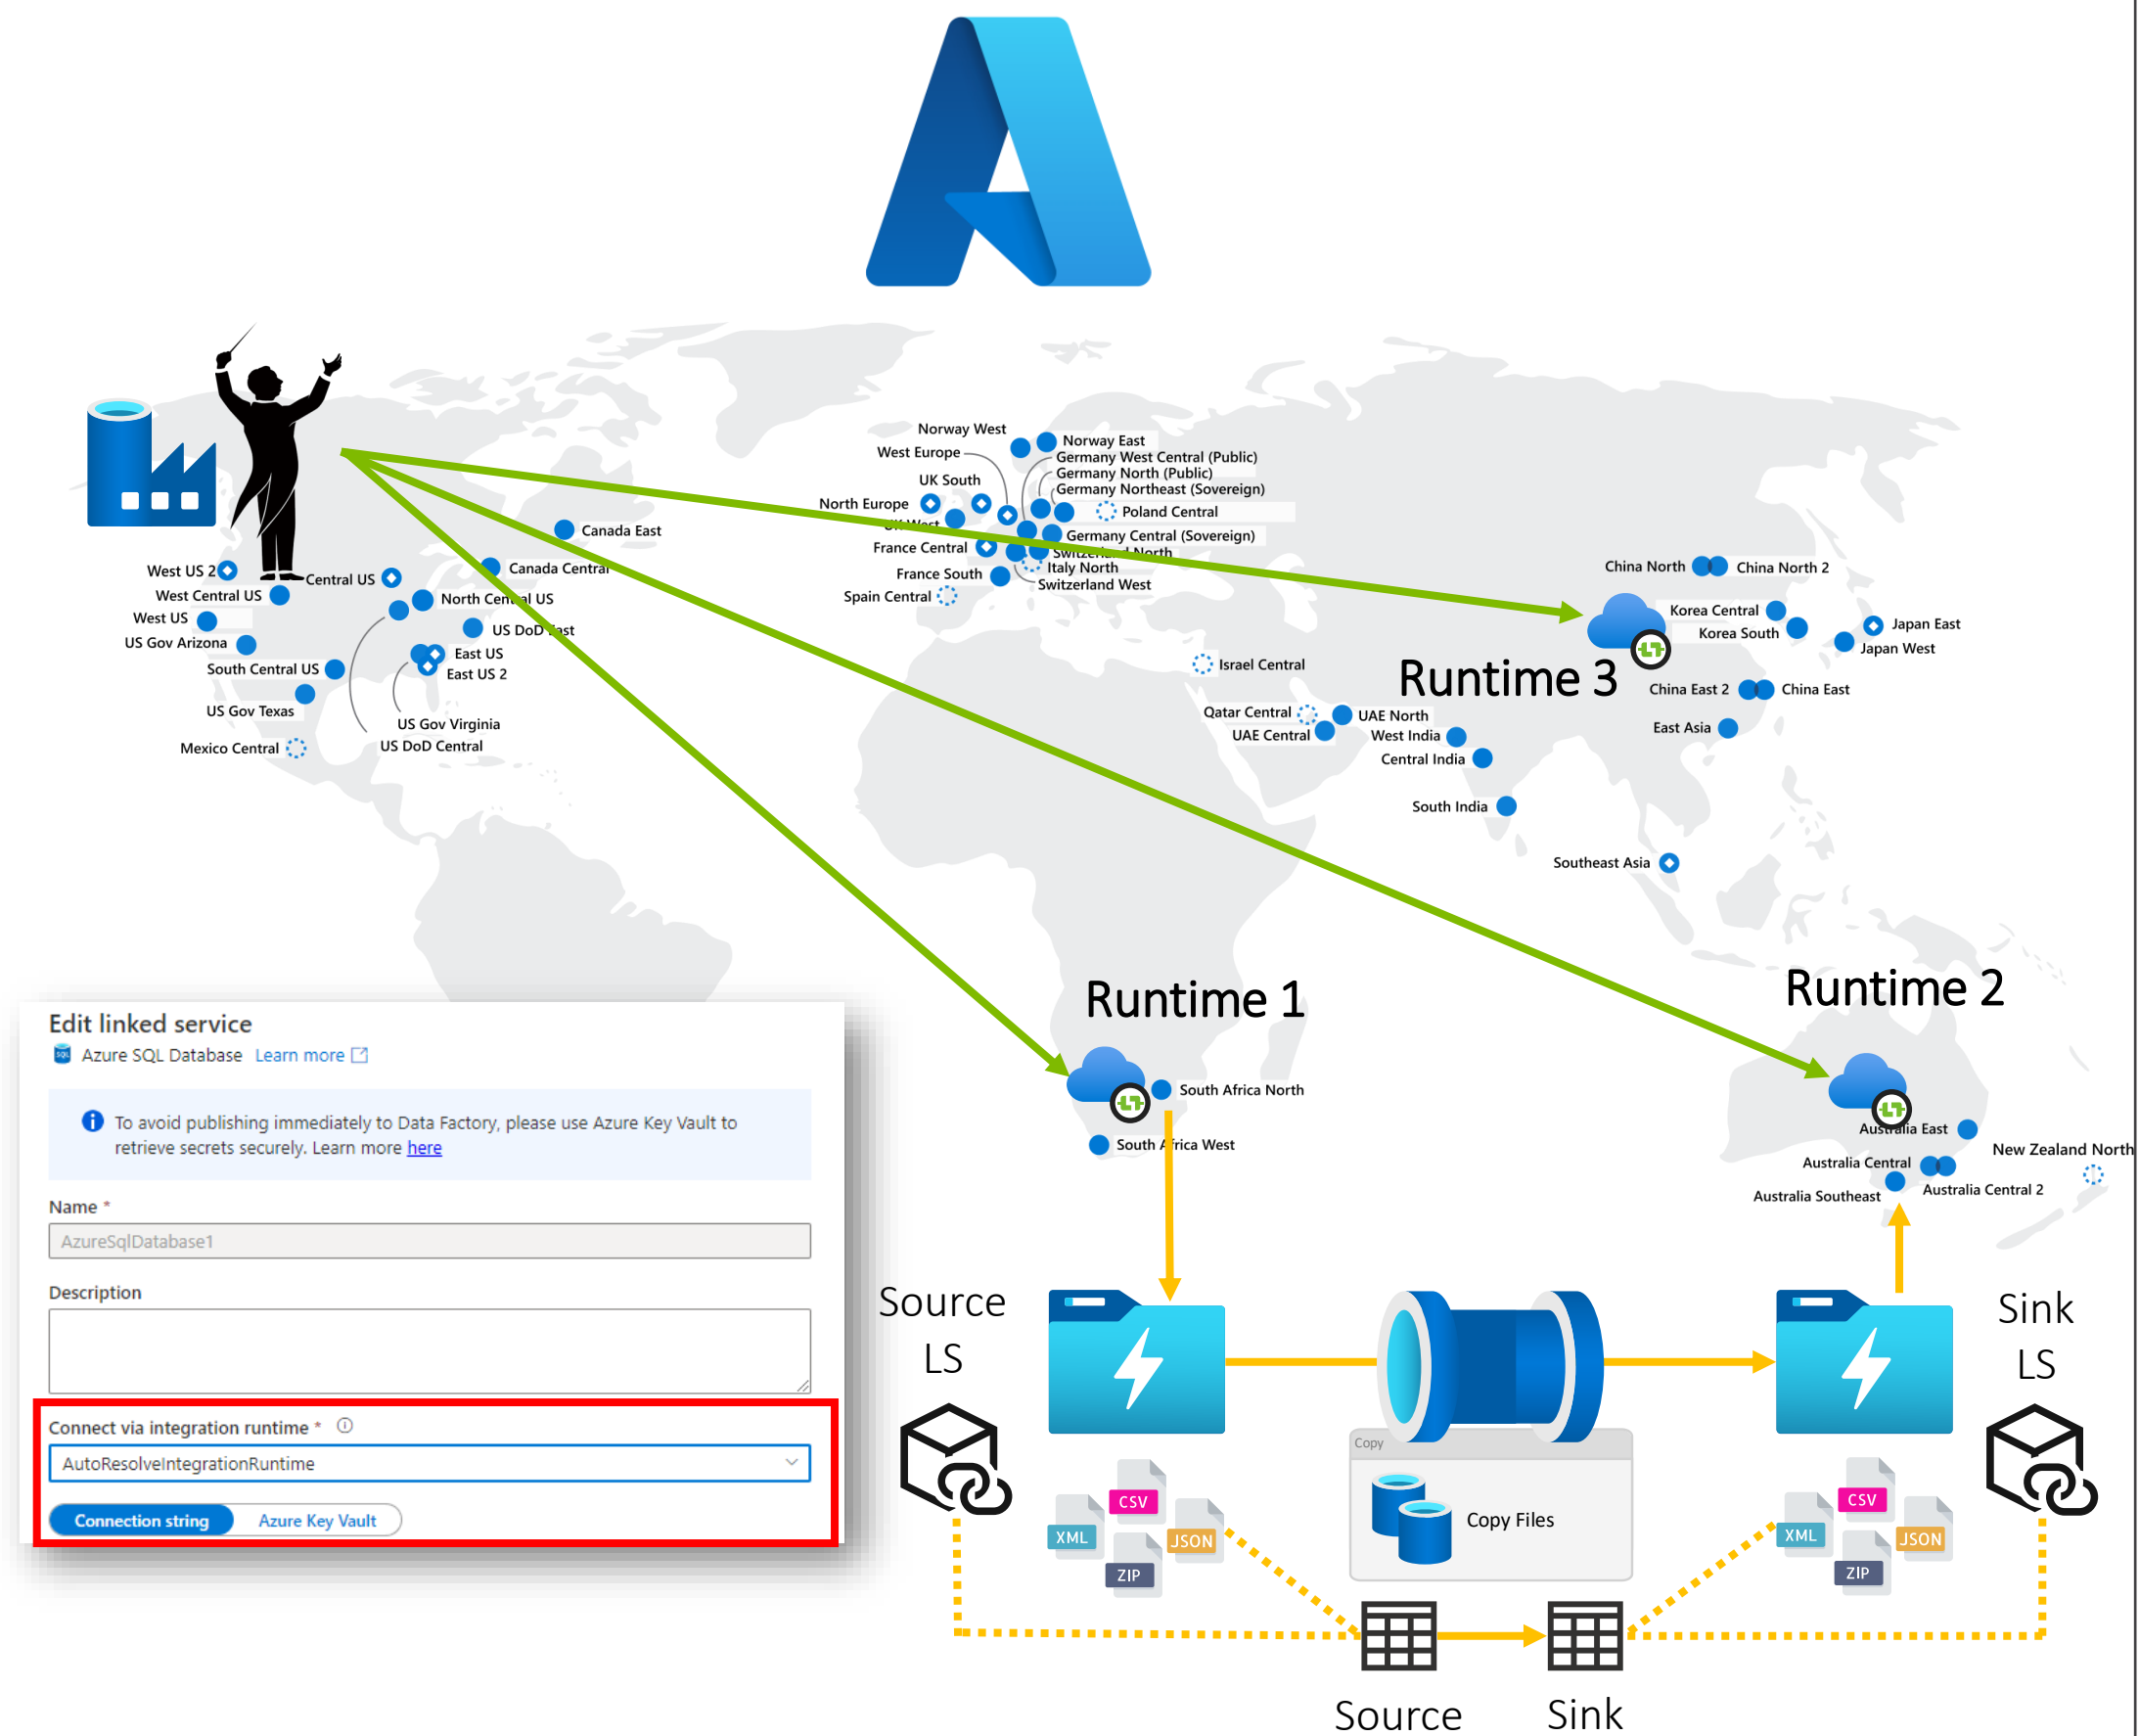 Norway West
Norway East
West Europe
Germany West Central (Public)
Germany North (Public)
UK South
Germany Northeast (Sovereign)
North Europe
Poland Central
UK West
Canada East
Germany Central (Sovereign)
France Central
Switzerland North
Italy North
Canada Central
West US 2
Central US
France South
Switzerland West
China North
China North 2
West Central US
North Central US
Spain Central
Korea Central
West US
US DoD East
Korea South
Japan East
US Gov Arizona
East US
Japan West
South Central US
East US 2
Israel Central
Runtime 3
China East 2
China East
US Gov Texas
US Gov Virginia
Qatar Central
UAE North
Mexico Central
US DoD Central
UAE Central
West India
East Asia
Central India
South India
Southeast Asia
Runtime 1
Runtime 2
South Africa North
South Africa West
Australia East
New Zealand North
Australia Central
Australia Southeast
Australia Central 2
Edit linked service
SQL
Azure SQL Database Learn more
To avoid publishing immediately to Data Factory, please use Azure Key Vault to
retrieve secrets securely. Learn more here
Name *
AzureSqlDatabase1
Description
Connect via integration runtime *
AutoResolveIntegrationRuntime
Connection string
Azure Key Vault
Source
LS
Sink
LS
Copy
Copy Files
CSV
XML
JSON
ZIP
CSV
XML
JSON
ZIP
Source
Sink